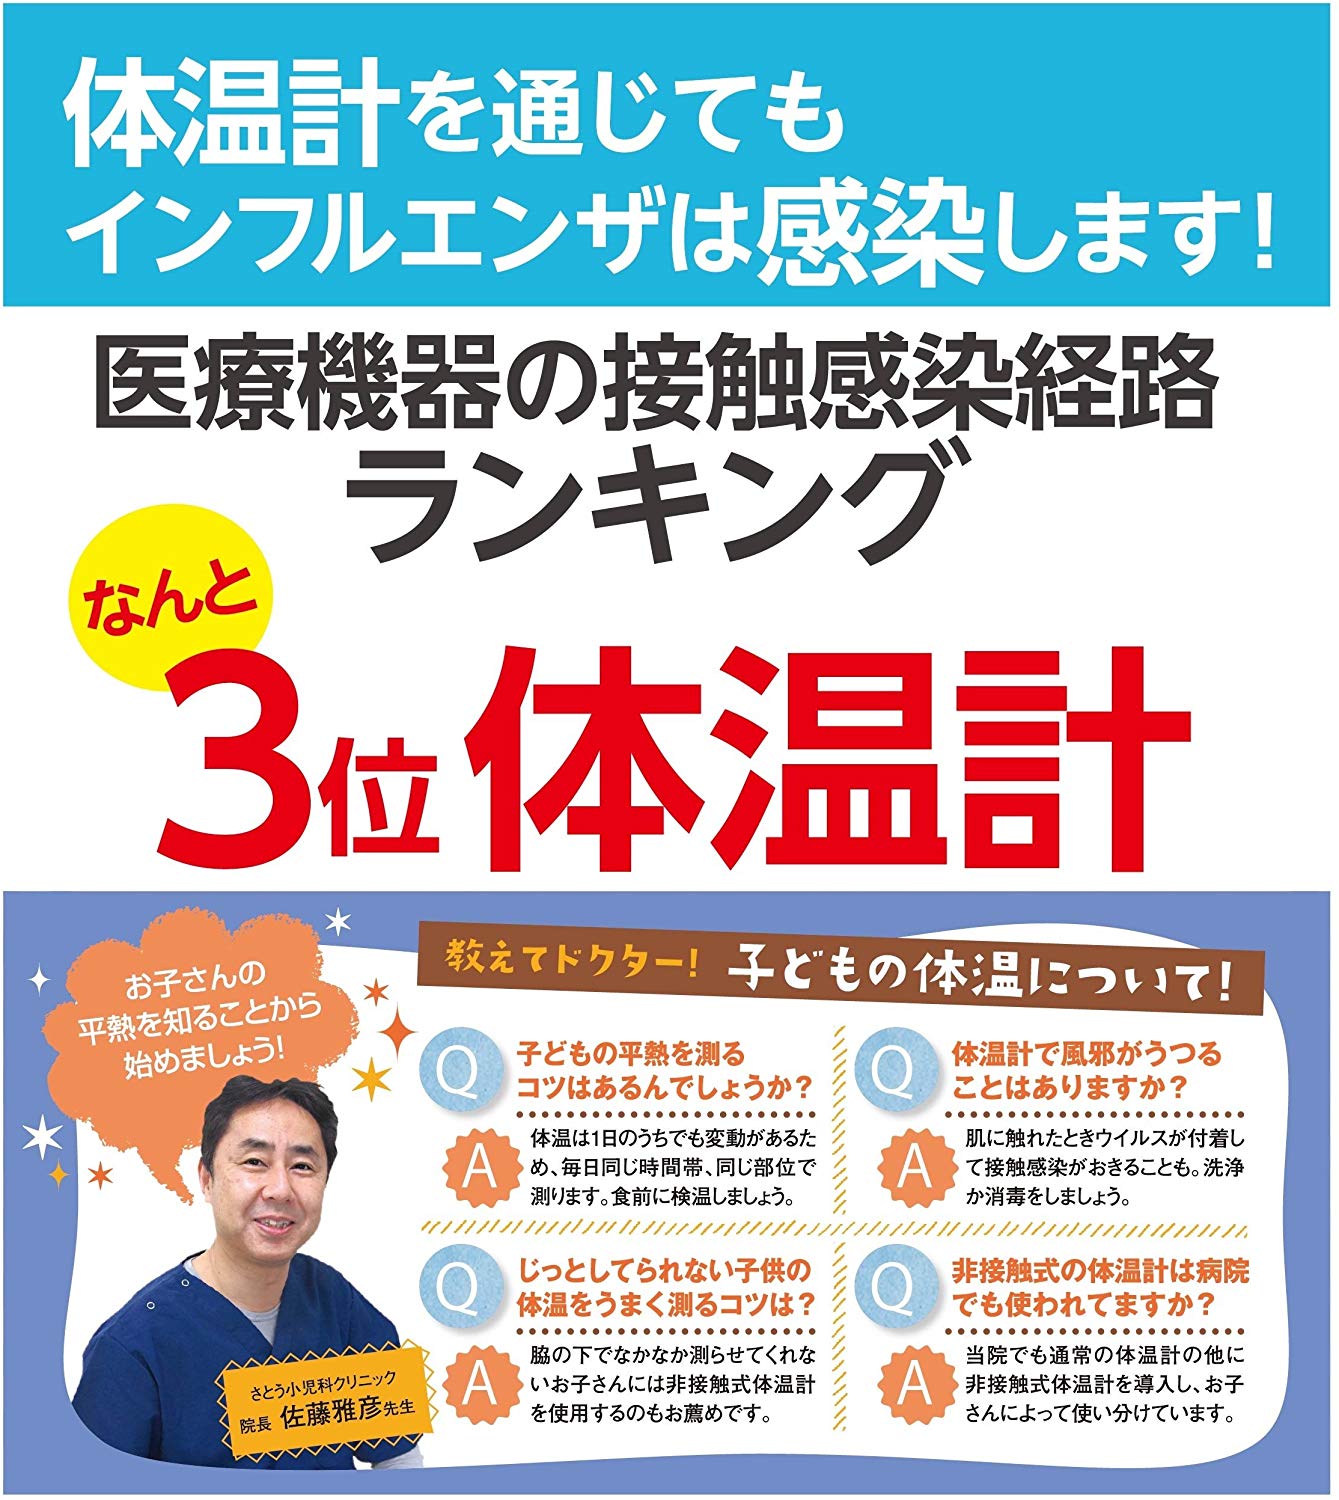 体温計を通じても
インフルエンザは感染します！
医療機器の接触感染経路
ランキング
なんと
3位 体温計
お子さんの
平熱を知ることから
始めましょう！
教えてドクター！ 子どもの体温について！
Q 子どもの平熱を測る
コツはあるんでしょうか？
A 体温は1日のうちでも変動があるた
め、毎日同じ時間帯、同じ部位で
測ります。食前に検温しましょう。
Q 体温計で風邪がうつる
ことはありますか？
A 肌に触れたときウイルスが付着し
て接触感染がおきることも。洗浄
か消毒をしましょう。
Q じっとしてられない子供の
体温をうまく測るコツは？
A 脇の下でなかなか測らせてくれな
いお子さんには非接触式体温計
を使用するのもお薦めです。
Q 非接触式の体温計は病院
でも使われてますか？
A 当院でも通常の体温計の他に
非接触式体温計を導入し、お子
さんによって使い分けています。
さとう小児科クリニック
院長 佐藤雅彦先生